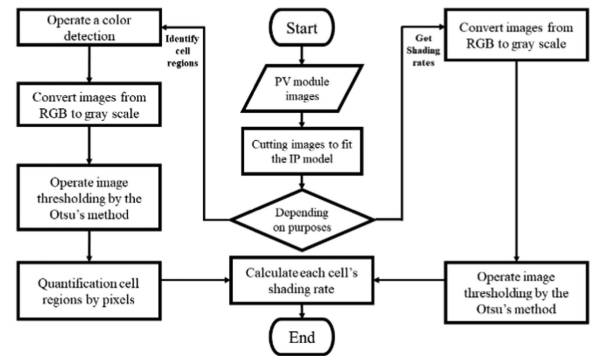 Operate a color
detection
Identify
cell
regions
Start
Get
Shading
rates
Convert images from
RGB to gray scale
Convert images from
RGB to gray scale
PV module
images
Cutting images to fit
the IP model
Operate image
thresholding by the
Otsu's method
Depending
on purposes
Quantification cell
regions by pixels
Calculate each cell's
shading rate
Operate image
thresholding by the
Otsu's method
End